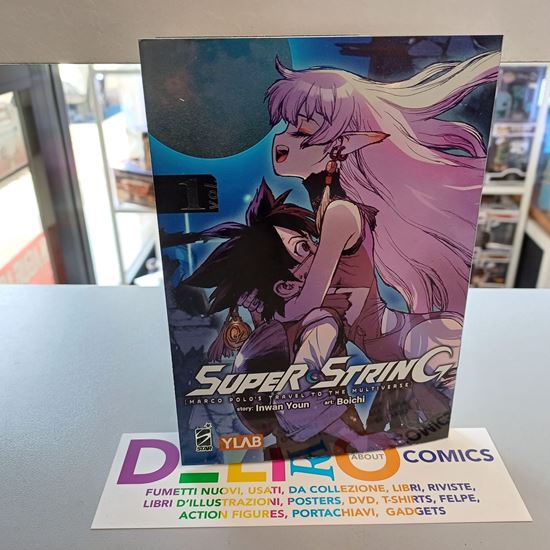 1 vol.
SUPER STRING
MARCO POLO'S TRAVEL TO THE MULTIVERSE
story: Inwan Youn art: Boichi
STAR
YLAB
DELIRIO ABOUT COMICS
FUMETTI NUOVI, USATI, DA COLLEZIONE, LIBRI, RIVISTE,
LIBRI D'ILLUSTRAZIONI, POSTERS, DVD, T-SHIRTS, FELPE,
ACTION FIGURES, PORTACHIAVI, GADGETS